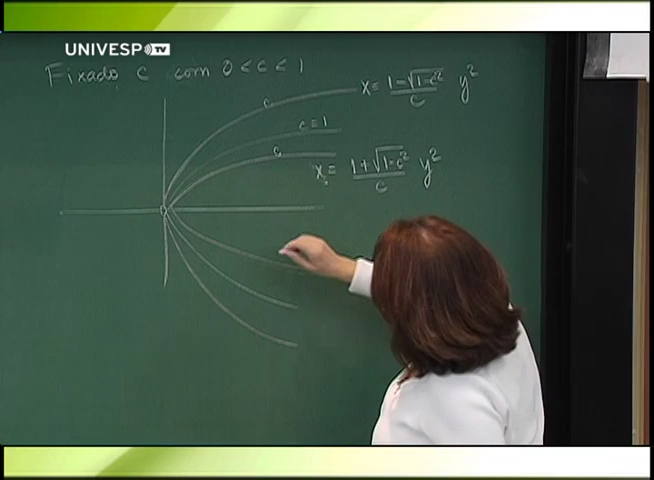 UNIVESP TV
Fixado c com 0 < c < 1
c
x = 1-√1-c² / c y²
c = 1
c
x = 1+√1-c² / c y²